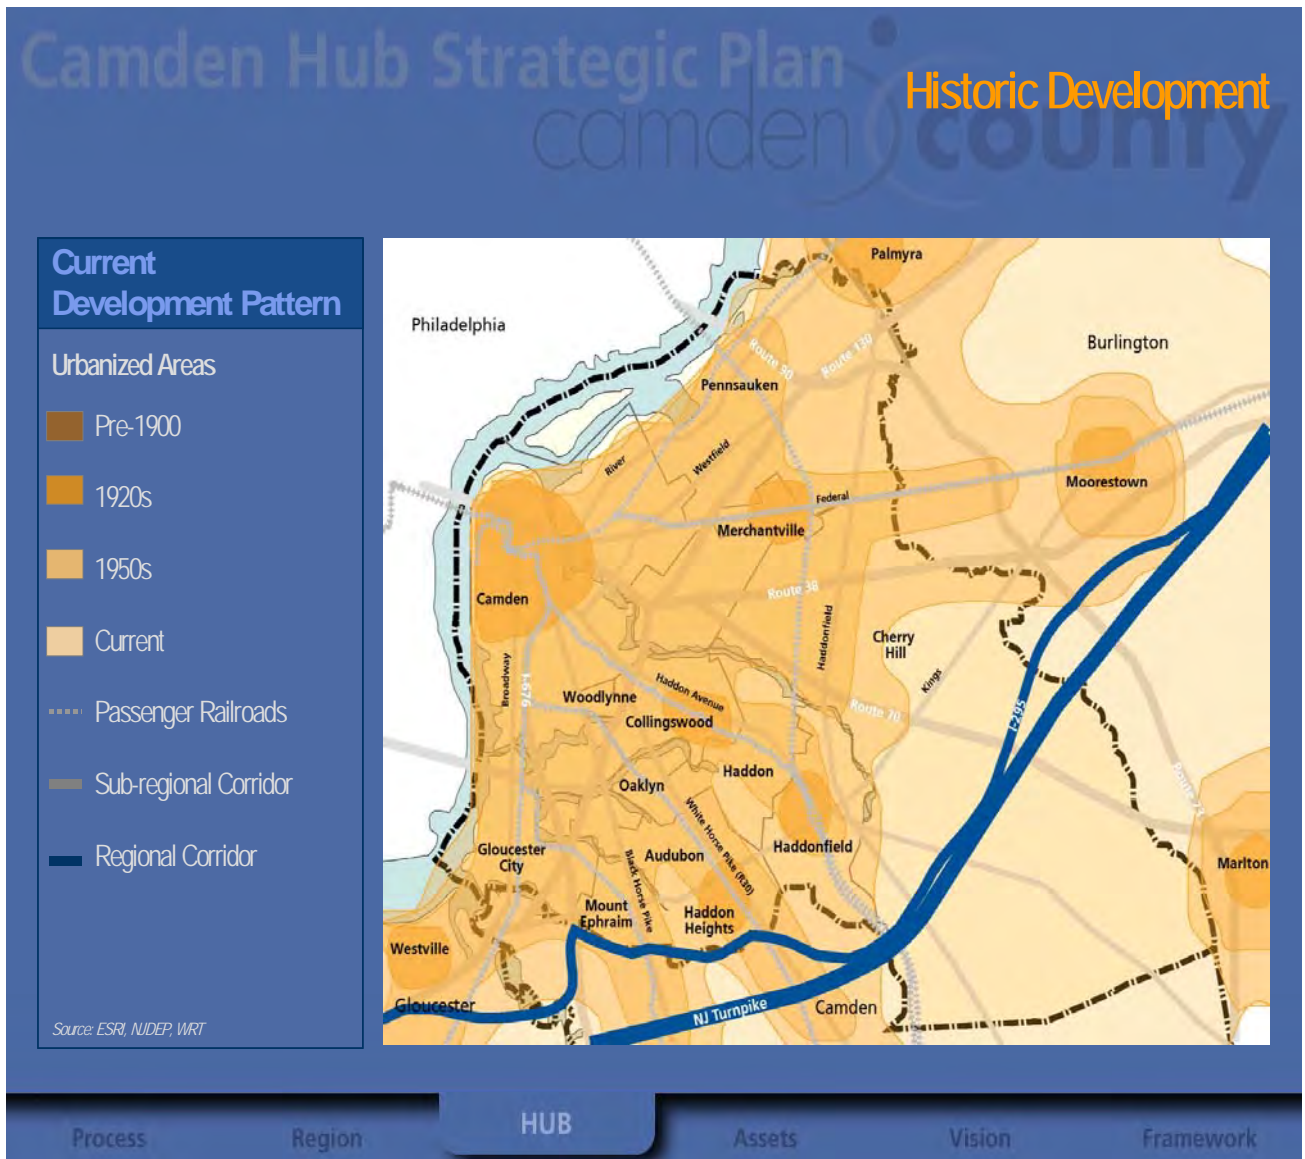 Camden Hub Strategic Plan
camden county
Historic Development
Current
Development Pattern
Urbanized Areas
Pre-1900
1920s
1950s
Current
Passenger Railroads
Sub-regional Corridor
Regional Corridor
Source: ESRI, NJDEP, WRT
Palmyra
Philadelphia
Burlington
Route 90
Route 130
Pennsauken
River
Westfield
Moorestown
Federal
Merchantville
Camden
Route 38
Haddonfield
Cherry
Hill
Kings
Broadway
I-676
Woodlynne
Haddon Avenue
Collingswood
Route 70
I-295
Haddon
Oaklyn
White Horse Pike (R30)
Route 73
Gloucester
City
Audubon
Black Horse Pike
Haddonfield
Marlton
Mount
Ephraim
Haddon
Heights
Westville
Gloucester
NJ Turnpike
Camden
Process
Region
HUB
Assets
Vision
Framework